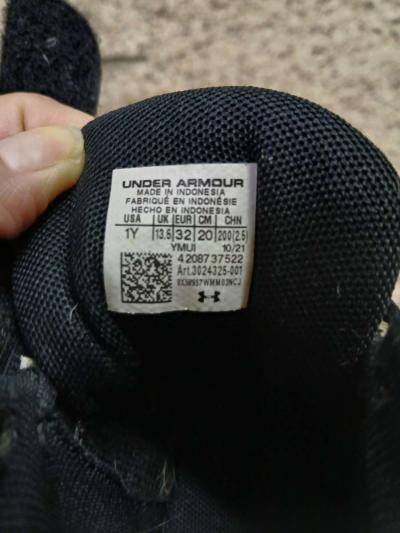 UNDER ARMOUR
MADE IN INDONESIA
FABRIQUÉ EN INDONÉSIE
HECHO EN INDONESIA
USA UK EUR CM CHN
1Y 13.5 32 20 200(2.5)
YMUI 10/21
4208737522
Art.3024325-001